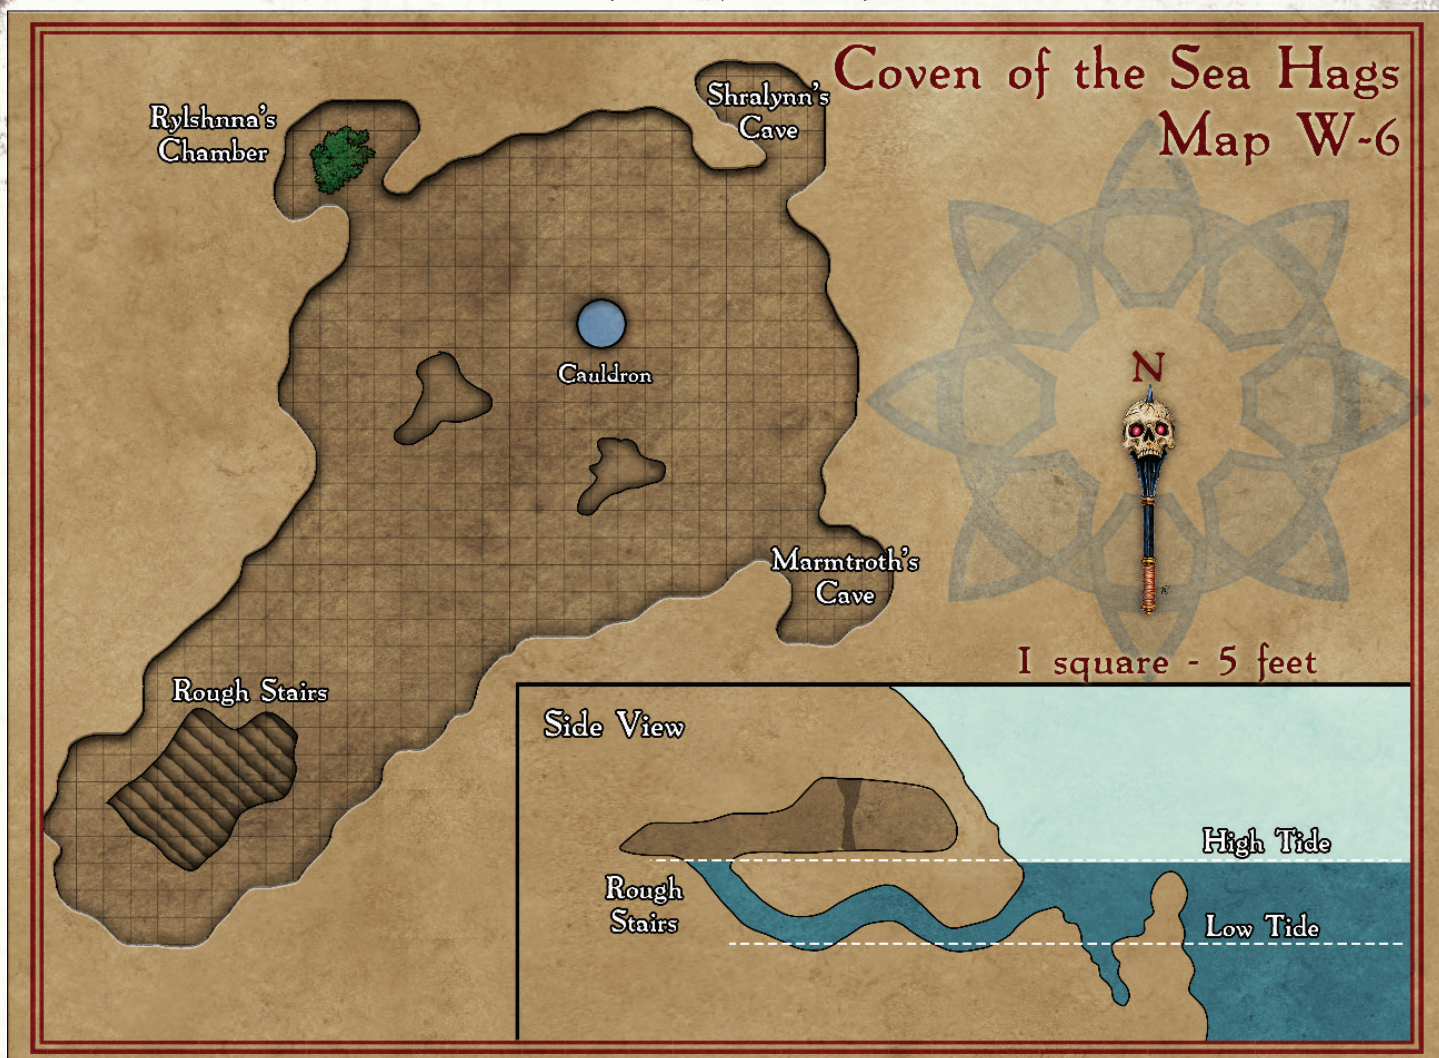 Coven of the Sea Hags
Map W-6
Rylshnna's
Chamber
Shralynn's
Cave
Cauldron
Marmtroth's
Cave
Rough Stairs
N
1 square - 5 feet
Side View
High Tide
Rough
Stairs
Low Tide